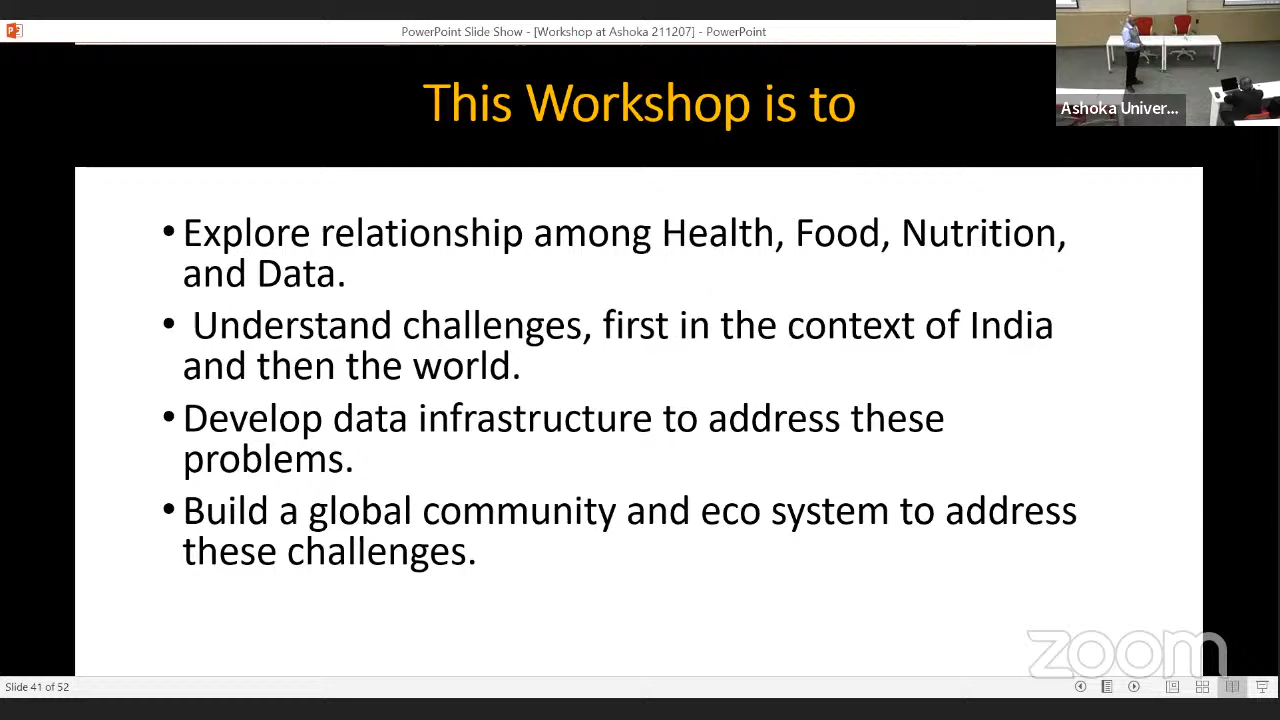 PowerPoint Slide Show - [Workshop at Ashoka 211207] - PowerPoint
Ashoka Univer...
This Workshop is to
•Explore relationship among Health, Food, Nutrition,
and Data.
• Understand challenges, first in the context of India
and then the world.
•Develop data infrastructure to address these
problems.
•Build a global community and eco system to address
these challenges.
zoom
Slide 41 of 52